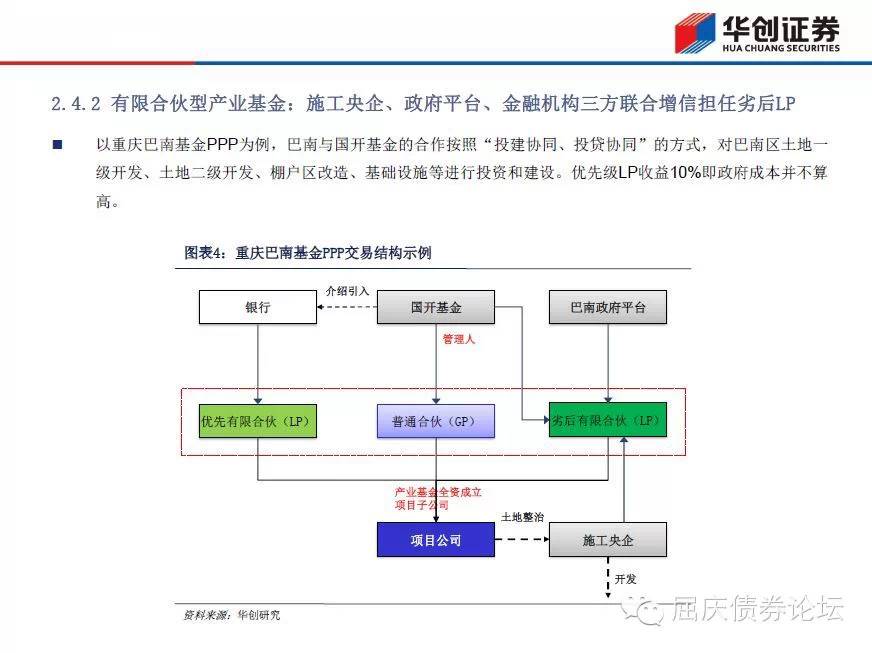 华创证券
HUA CHUANG SECURITIES
2.4.2 有限合伙型产业基金：施工央企、政府平台、金融机构三方联合增信担任劣后LP
以重庆巴南基金PPP为例，巴南与国开基金的合作按照“投建协同、投贷协同”的方式，对巴南区土地一
级开发、土地二级开发、棚户区改造、基础设施等进行投资和建设。优先级LP收益10%即政府成本并不算
高。
图表4：重庆巴南基金PPP交易结构示例
银行
介绍引入
国开基金
巴南政府平台
管理人
优先有限合伙（LP）
普通合伙（GP）
劣后有限合伙（LP）
产业基金全资成立
项目子公司
项目公司
土地整治
施工央企
开发
资料来源：华创研究
屈庆债券论坛